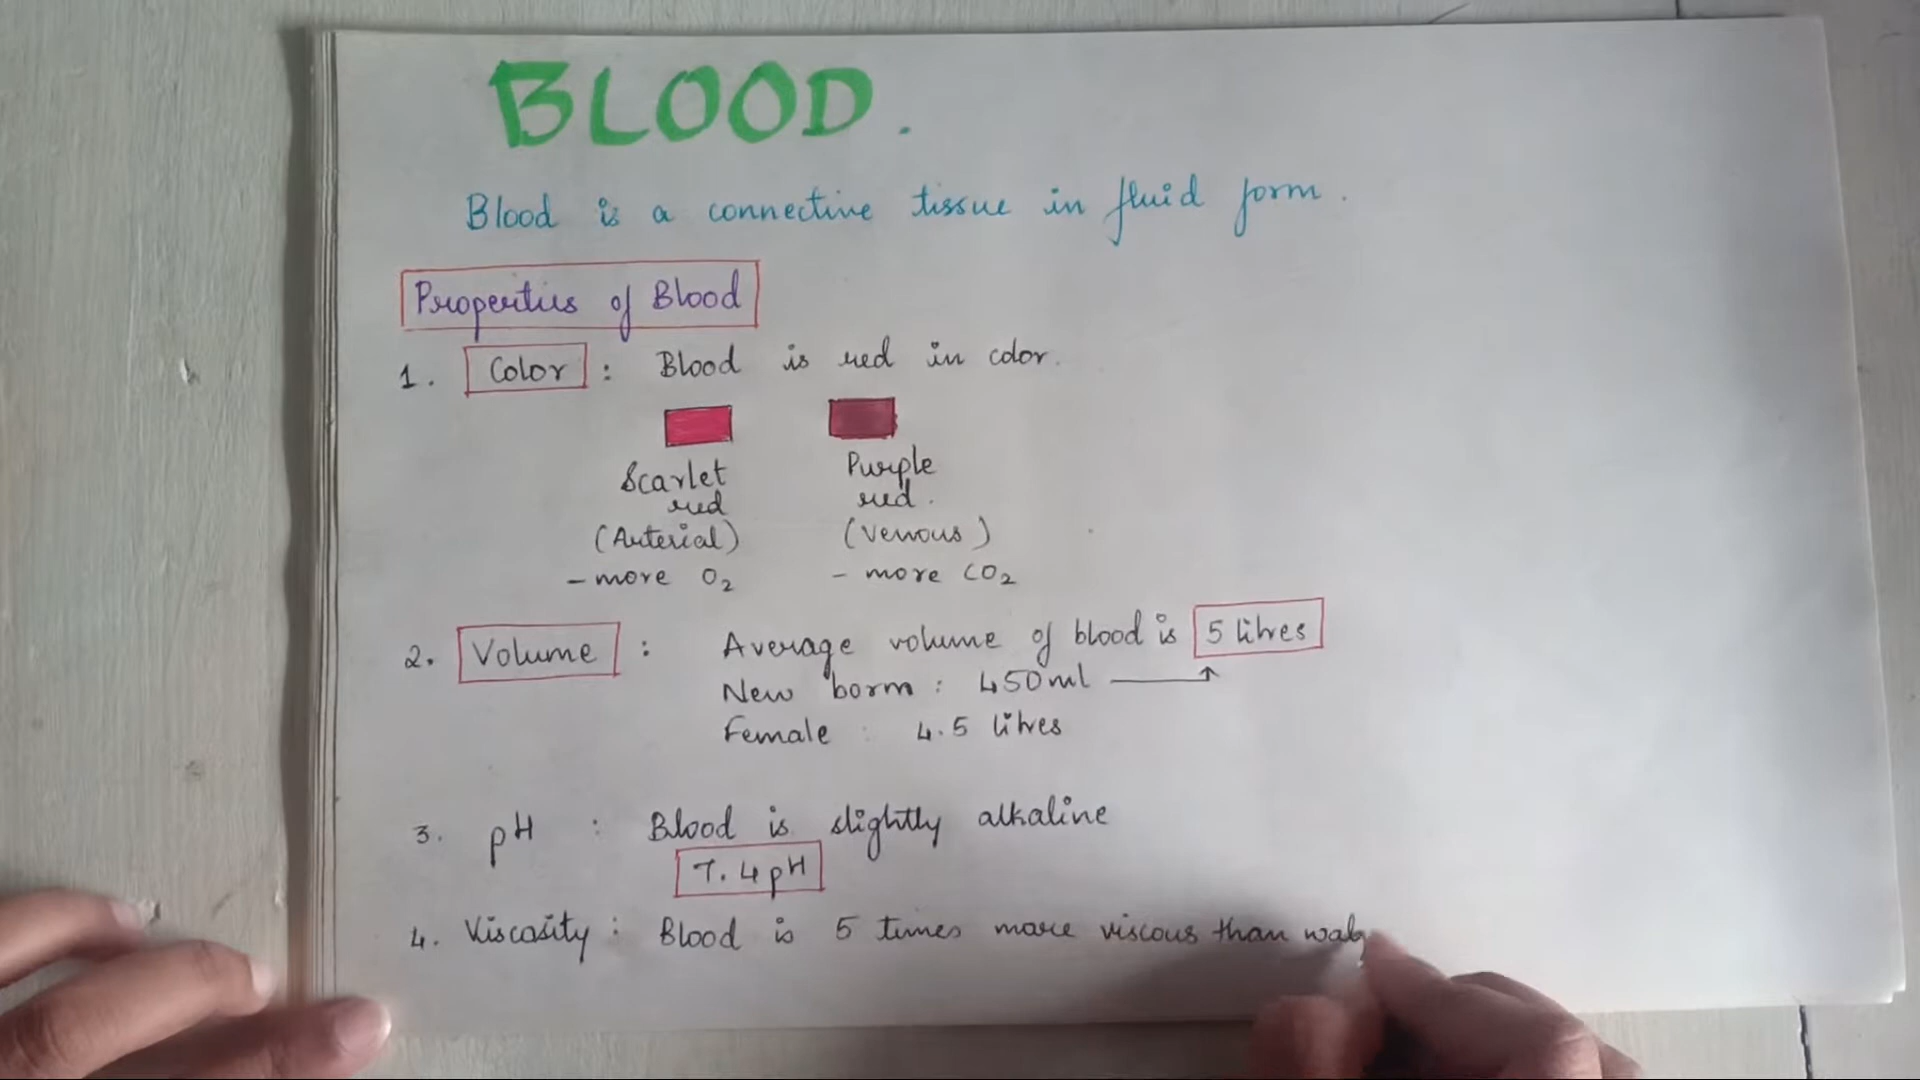 BLOOD.
Blood is a connective tissue in fluid form.
Properties of Blood
1. Color : Blood is red in color.
Scarlet red (Arterial) - more O₂
Purple red. (Venous) - more CO₂
2. Volume : Average volume of blood is 5 litres
New born : 450ml ⟶↑
Female : 4.5 litres
3. pH : Blood is slightly alkaline
7.4pH
4. Viscosity : Blood is 5 times more viscous than